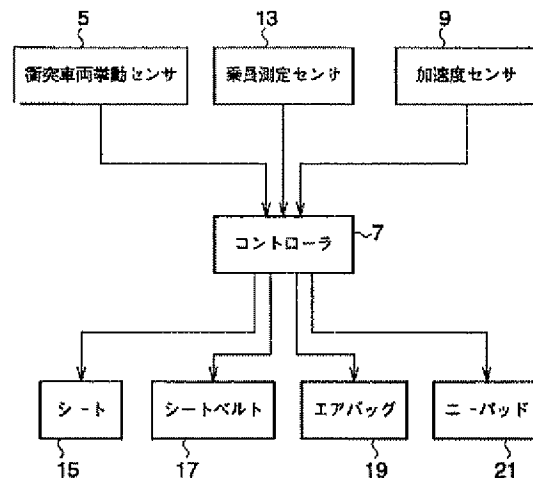 5
13
9
衝突車両挙動センサ
乗員測定センサ
加速度センサ
コントローラ
7
シート
シートベルト
エアバッグ
ニーパッド
15
17
19
21